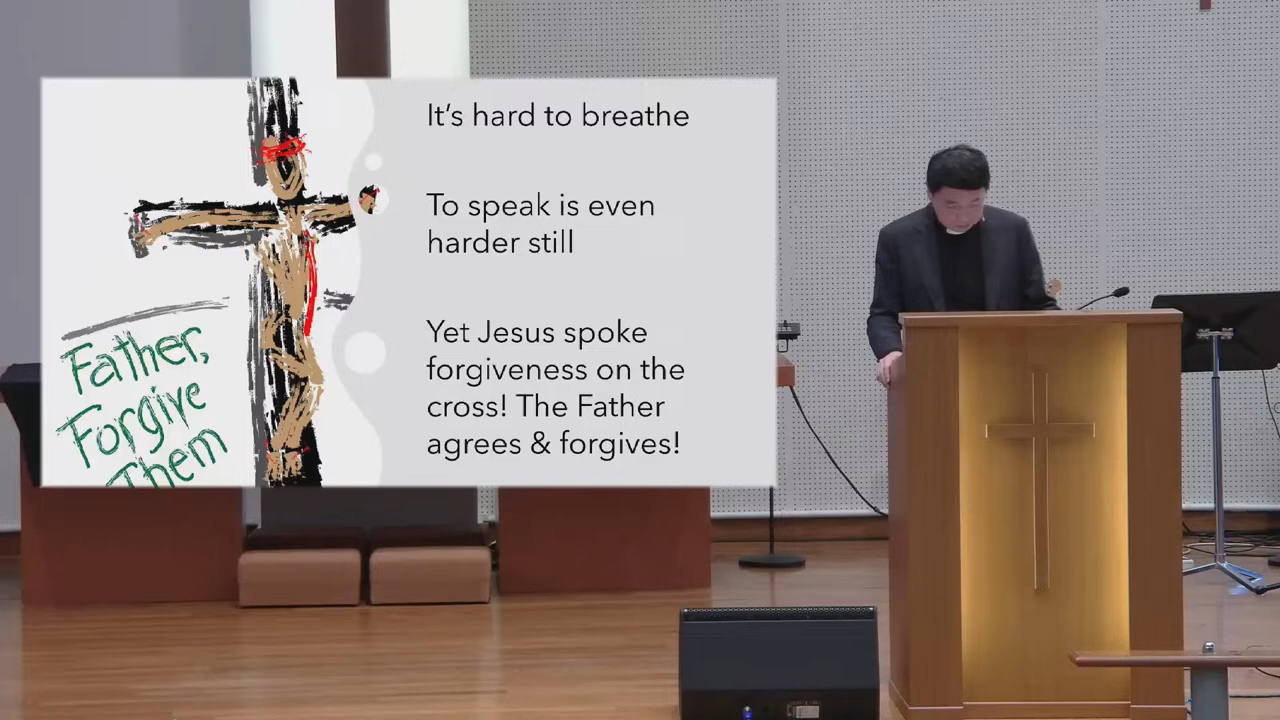 It's hard to breathe
To speak is even
harder still
Yet Jesus spoke
forgiveness on the
cross! The Father
agrees & forgives!
Father,
Forgive
Them